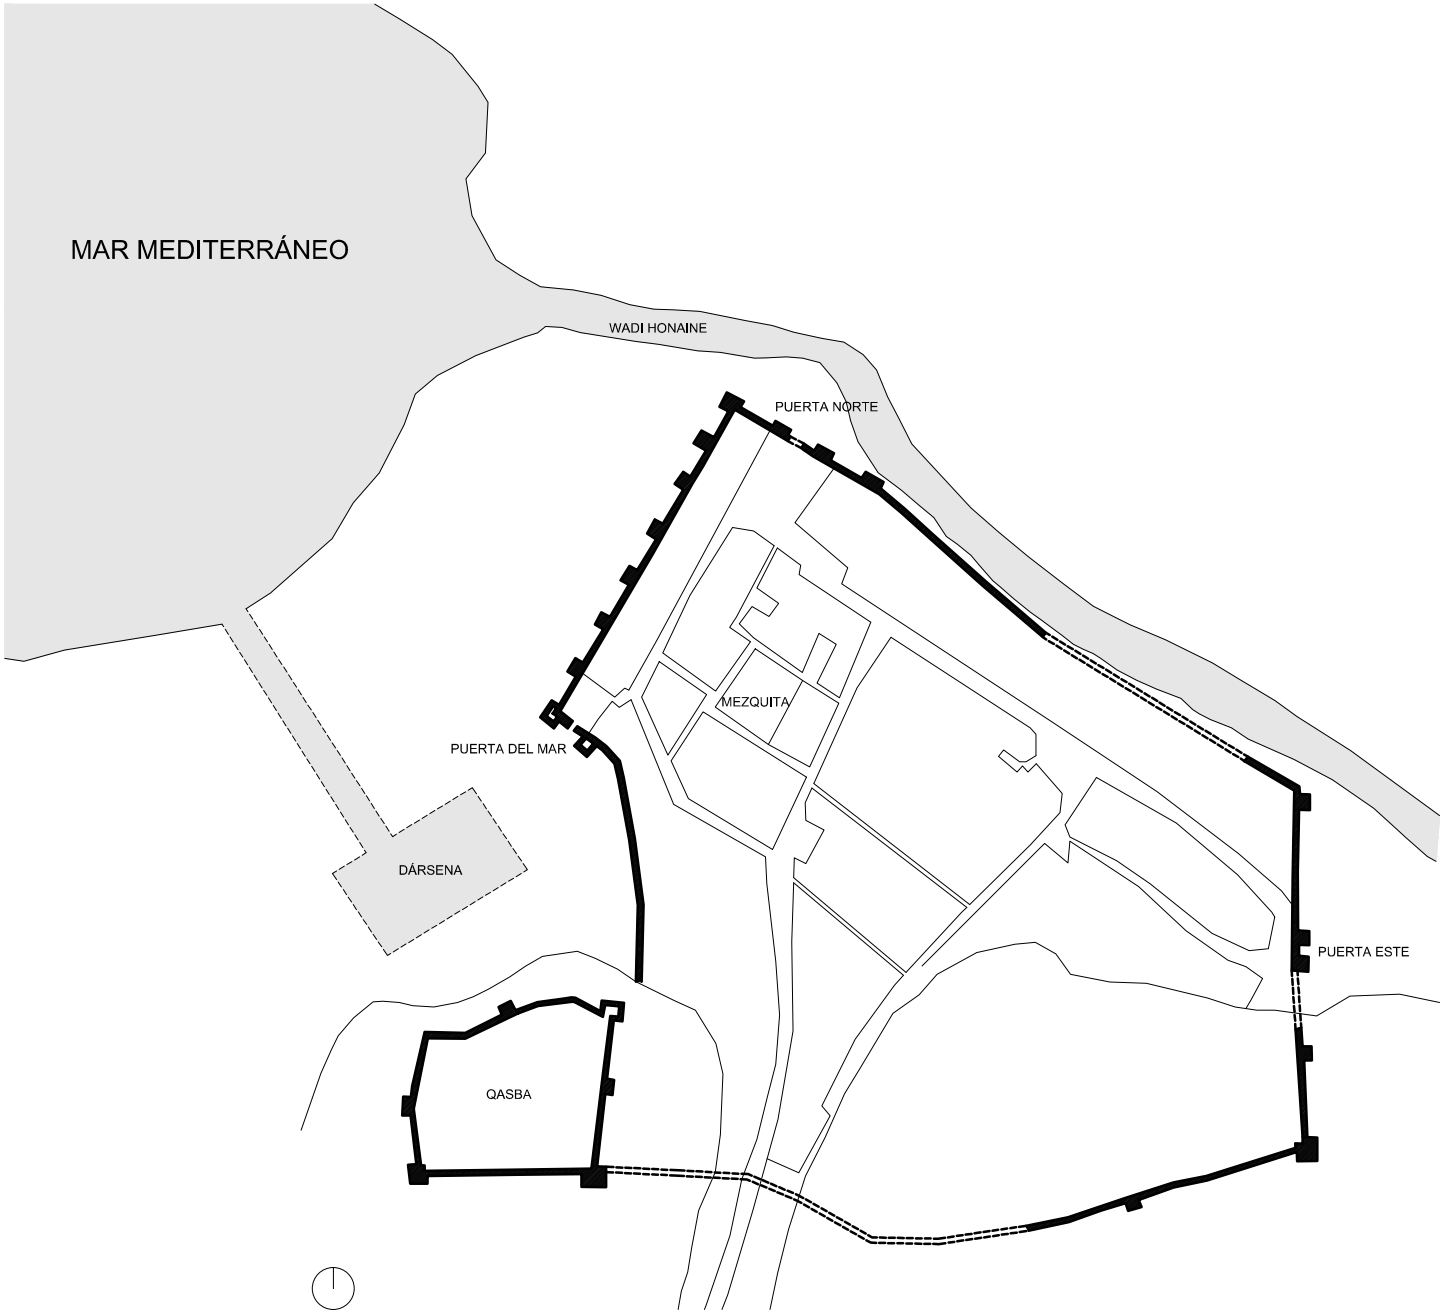 MAR MEDITERRÁNEO
WADI HONAINE
PUERTA NORTE
MEZQUITA
PUERTA DEL MAR
DÁRSENA
PUERTA ESTE
QASBA